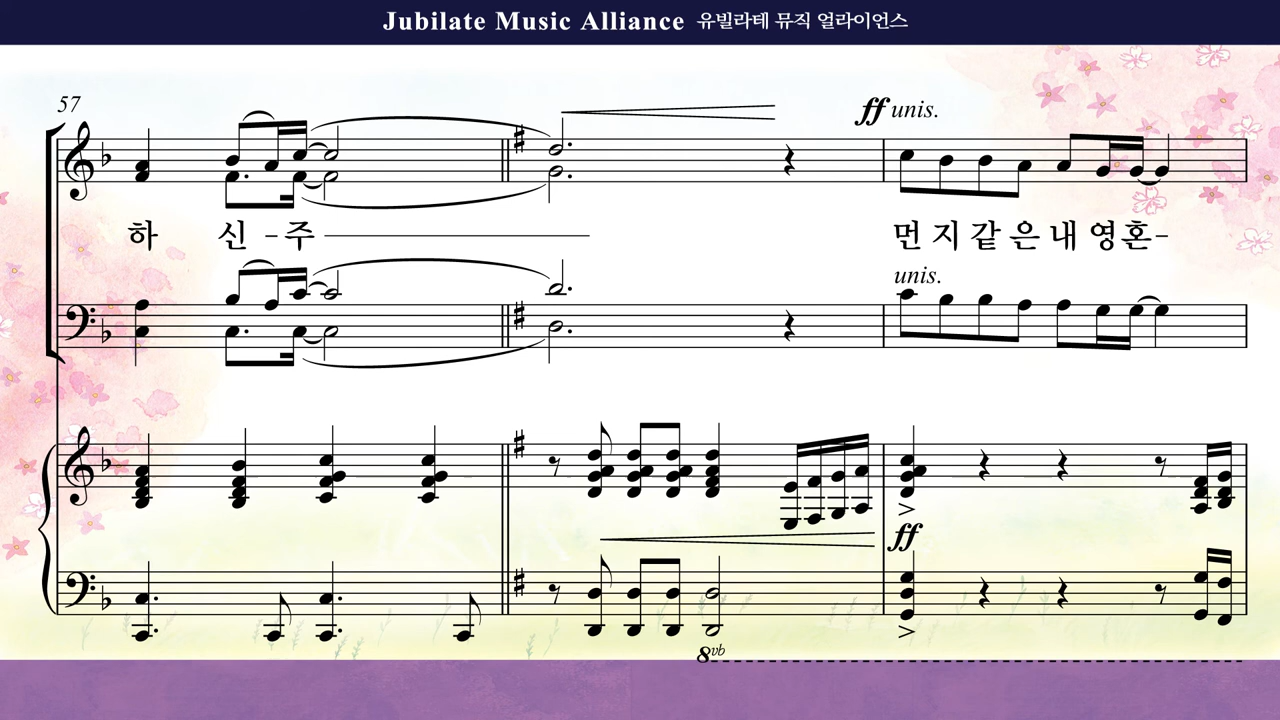 Jubilate Music Alliance 유빌라테 뮤직 얼라이언스
57
ff unis.
하 신 - 주 먼 지 같 은 내 영 혼 -
unis.
ff
8vb